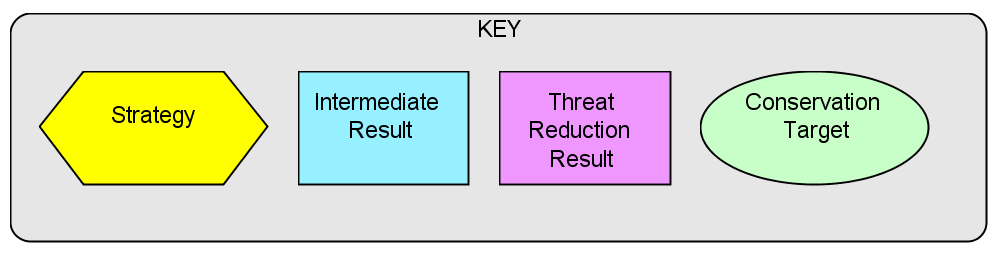 KEY
Strategy
Intermediate
Result
Threat
Reduction
Result
Conservation
Target